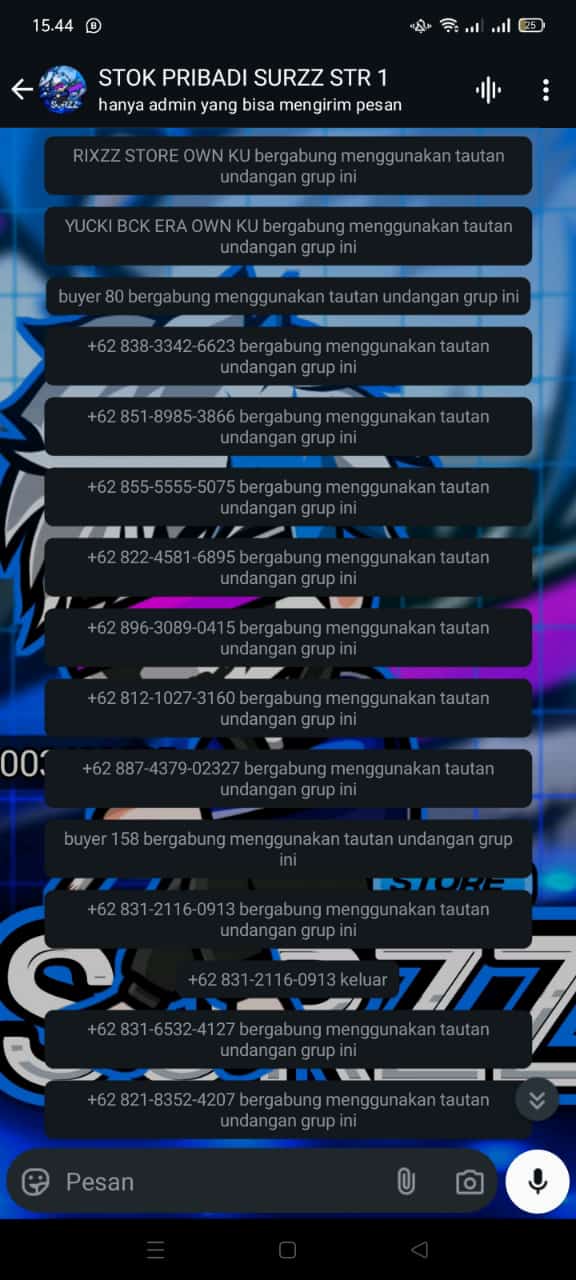 15.44
25
STOK PRIBADI SURZZ STR 1
hanya admin yang bisa mengirim pesan
RIXZZ STORE OWN KU bergabung menggunakan tautan
undangan grup ini
YUCKI BCK ERA OWN KU bergabung menggunakan tautan
undangan grup ini
buyer 80 bergabung menggunakan tautan undangan grup ini
+62 838-3342-6623 bergabung menggunakan tautan
undangan grup ini
+62 851-8985-3866 bergabung menggunakan tautan
undangan grup ini
+62 855-5555-5075 bergabung menggunakan tautan
undangan grup ini
+62 822-4581-6895 bergabung menggunakan tautan
undangan grup ini
+62 896-3089-0415 bergabung menggunakan tautan
undangan grup ini
+62 812-1027-3160 bergabung menggunakan tautan
undangan grup ini
003
+62 887-4379-02327 bergabung menggunakan tautan
undangan grup ini
buyer 158 bergabung menggunakan tautan undangan grup
ini
STORE
+62 831-2116-0913 bergabung menggunakan tautan
undangan grup ini
SURZZ
+62 831-2116-0913 keluar
+62 831-6532-4127 bergabung menggunakan tautan
undangan grup ini
+62 821-8352-4207 bergabung menggunakan tautan
undangan grup ini
Pesan